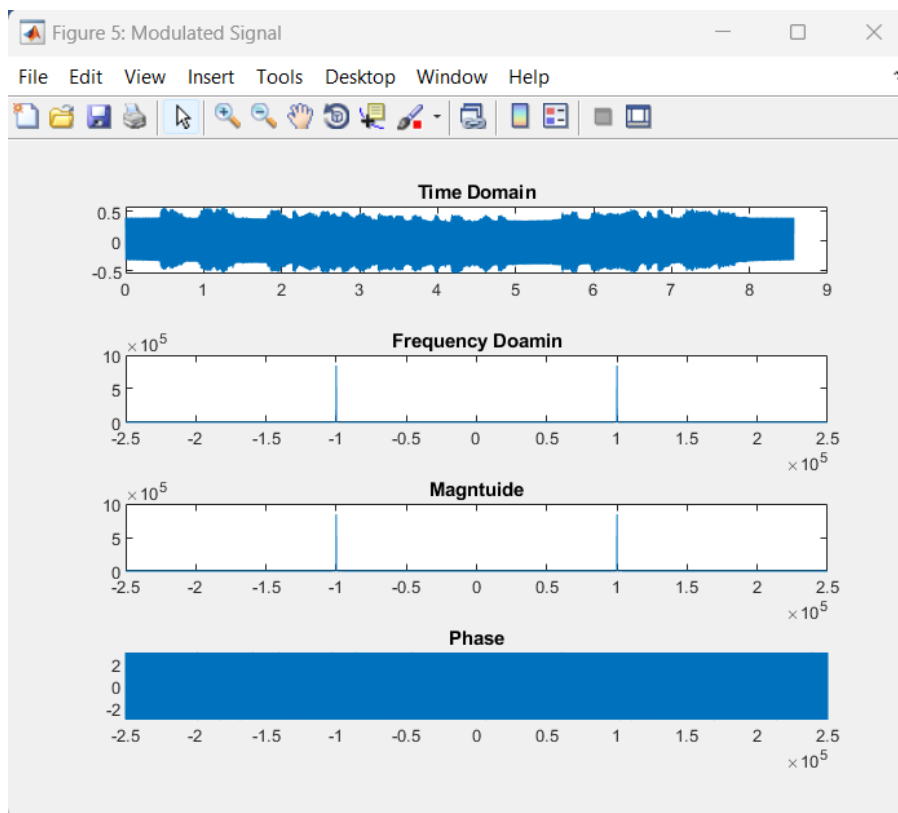 Figure 5: Modulated Signal
File Edit View Insert Tools Desktop Window Help
Time Domain
0.5
0
-0.5
0 1 2 3 4 5 6 7 8 9
×10^5 Frequency Doamin
10
5
0
-2.5 -2 -1.5 -1 -0.5 0 0.5 1 1.5 2 2.5
×10^5
×10^5 Magntuide
10
5
0
-2.5 -2 -1.5 -1 -0.5 0 0.5 1 1.5 2 2.5
×10^5
Phase
2
0
-2
-2.5 -2 -1.5 -1 -0.5 0 0.5 1 1.5 2 2.5
×10^5